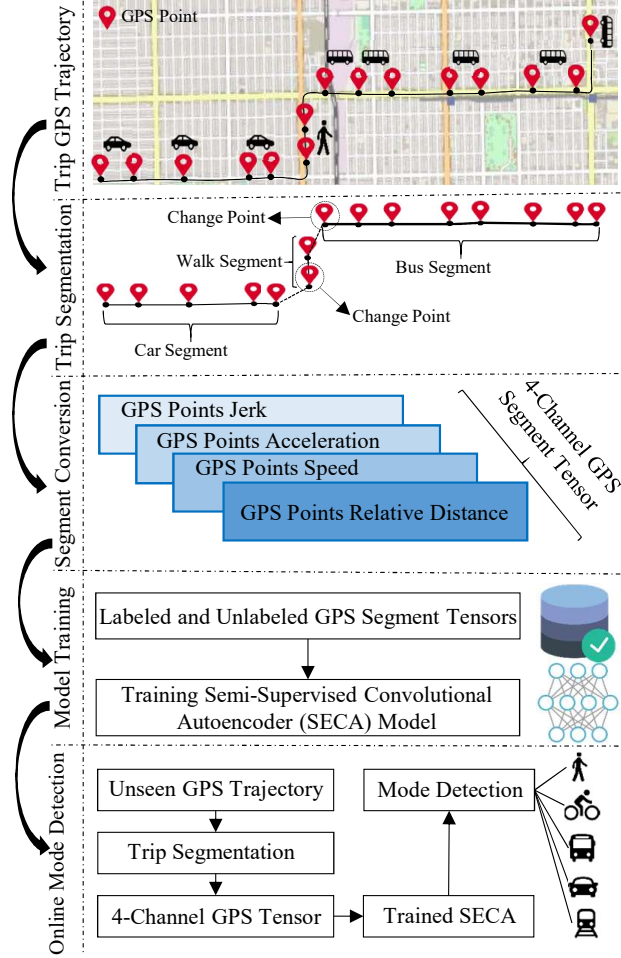 Trip GPS Trajectory
GPS Point
Trip Segmentation
Change Point
Walk Segment
Bus Segment
Change Point
Car Segment
Segment Conversion
GPS Points Jerk
GPS Points Acceleration
GPS Points Speed
GPS Points Relative Distance
4-Channel GPS
Segment Tensor
Model Training
Labeled and Unlabeled GPS Segment Tensors
Training Semi-Supervised Convolutional
Autoencoder (SECA) Model
Online Mode Detection
Unseen GPS Trajectory
Trip Segmentation
4-Channel GPS Tensor
Trained SECA
Mode Detection